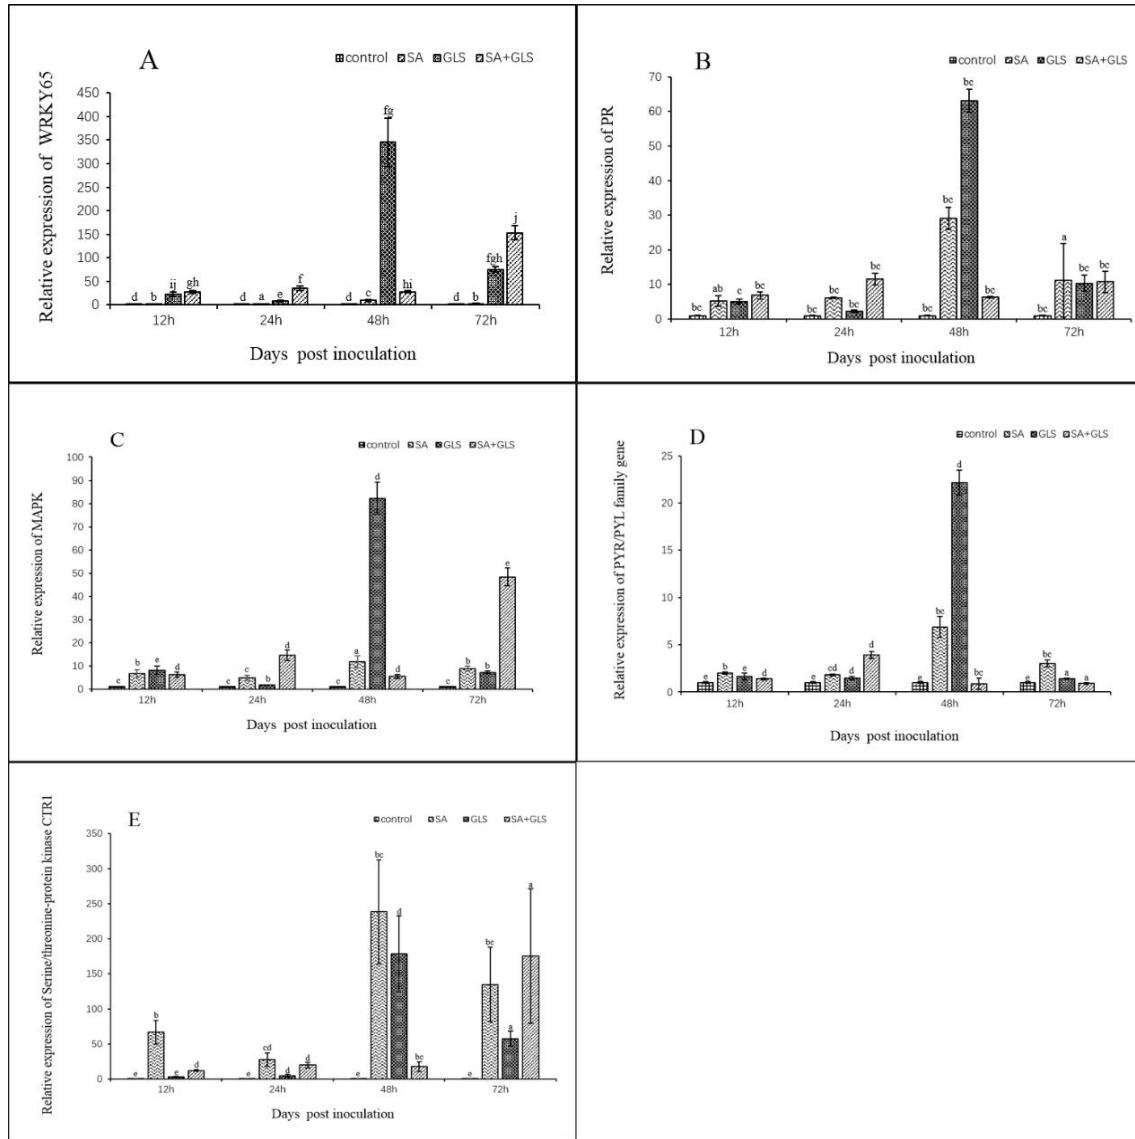 A
control SA GLS SA+GLS
Relative expression of WRKY65
450
400
350
300
250
200
150
100
50
0
d b ij gh
d a e f
d c fg hi
d b fgh j
12h 24h 48h 72h
Days post inoculation
B
control SA GLS SA+GLS
Relative expression of PR
70
60
50
40
30
20
10
0
bc ab c bc
bc bc bc bc
bc bc bc bc
bc a bc bc
12h 24h 48h 72h
Days post inoculation
C
control SA GLS SA+GLS
Relative expression of MAPK
100
90
80
70
60
50
40
30
20
10
0
c b e d
c c b d
c a d d
c b b e
12h 24h 48h 72h
Days post inoculation
D
control SA GLS SA+GLS
Relative expression of PYR/PYL family gene
25
20
15
10
5
0
e b e d
e cd d d
e bc d bc
e bc a a
12h 24h 48h 72h
Days post inoculation
E
control SA GLS SA+GLS
Relative expression of Serine/threonine-protein kinase CTR1
350
300
250
200
150
100
50
0
e b e d
e cd d d
e bc d bc
e bc a a
12h 24h 48h 72h
Days post inoculation